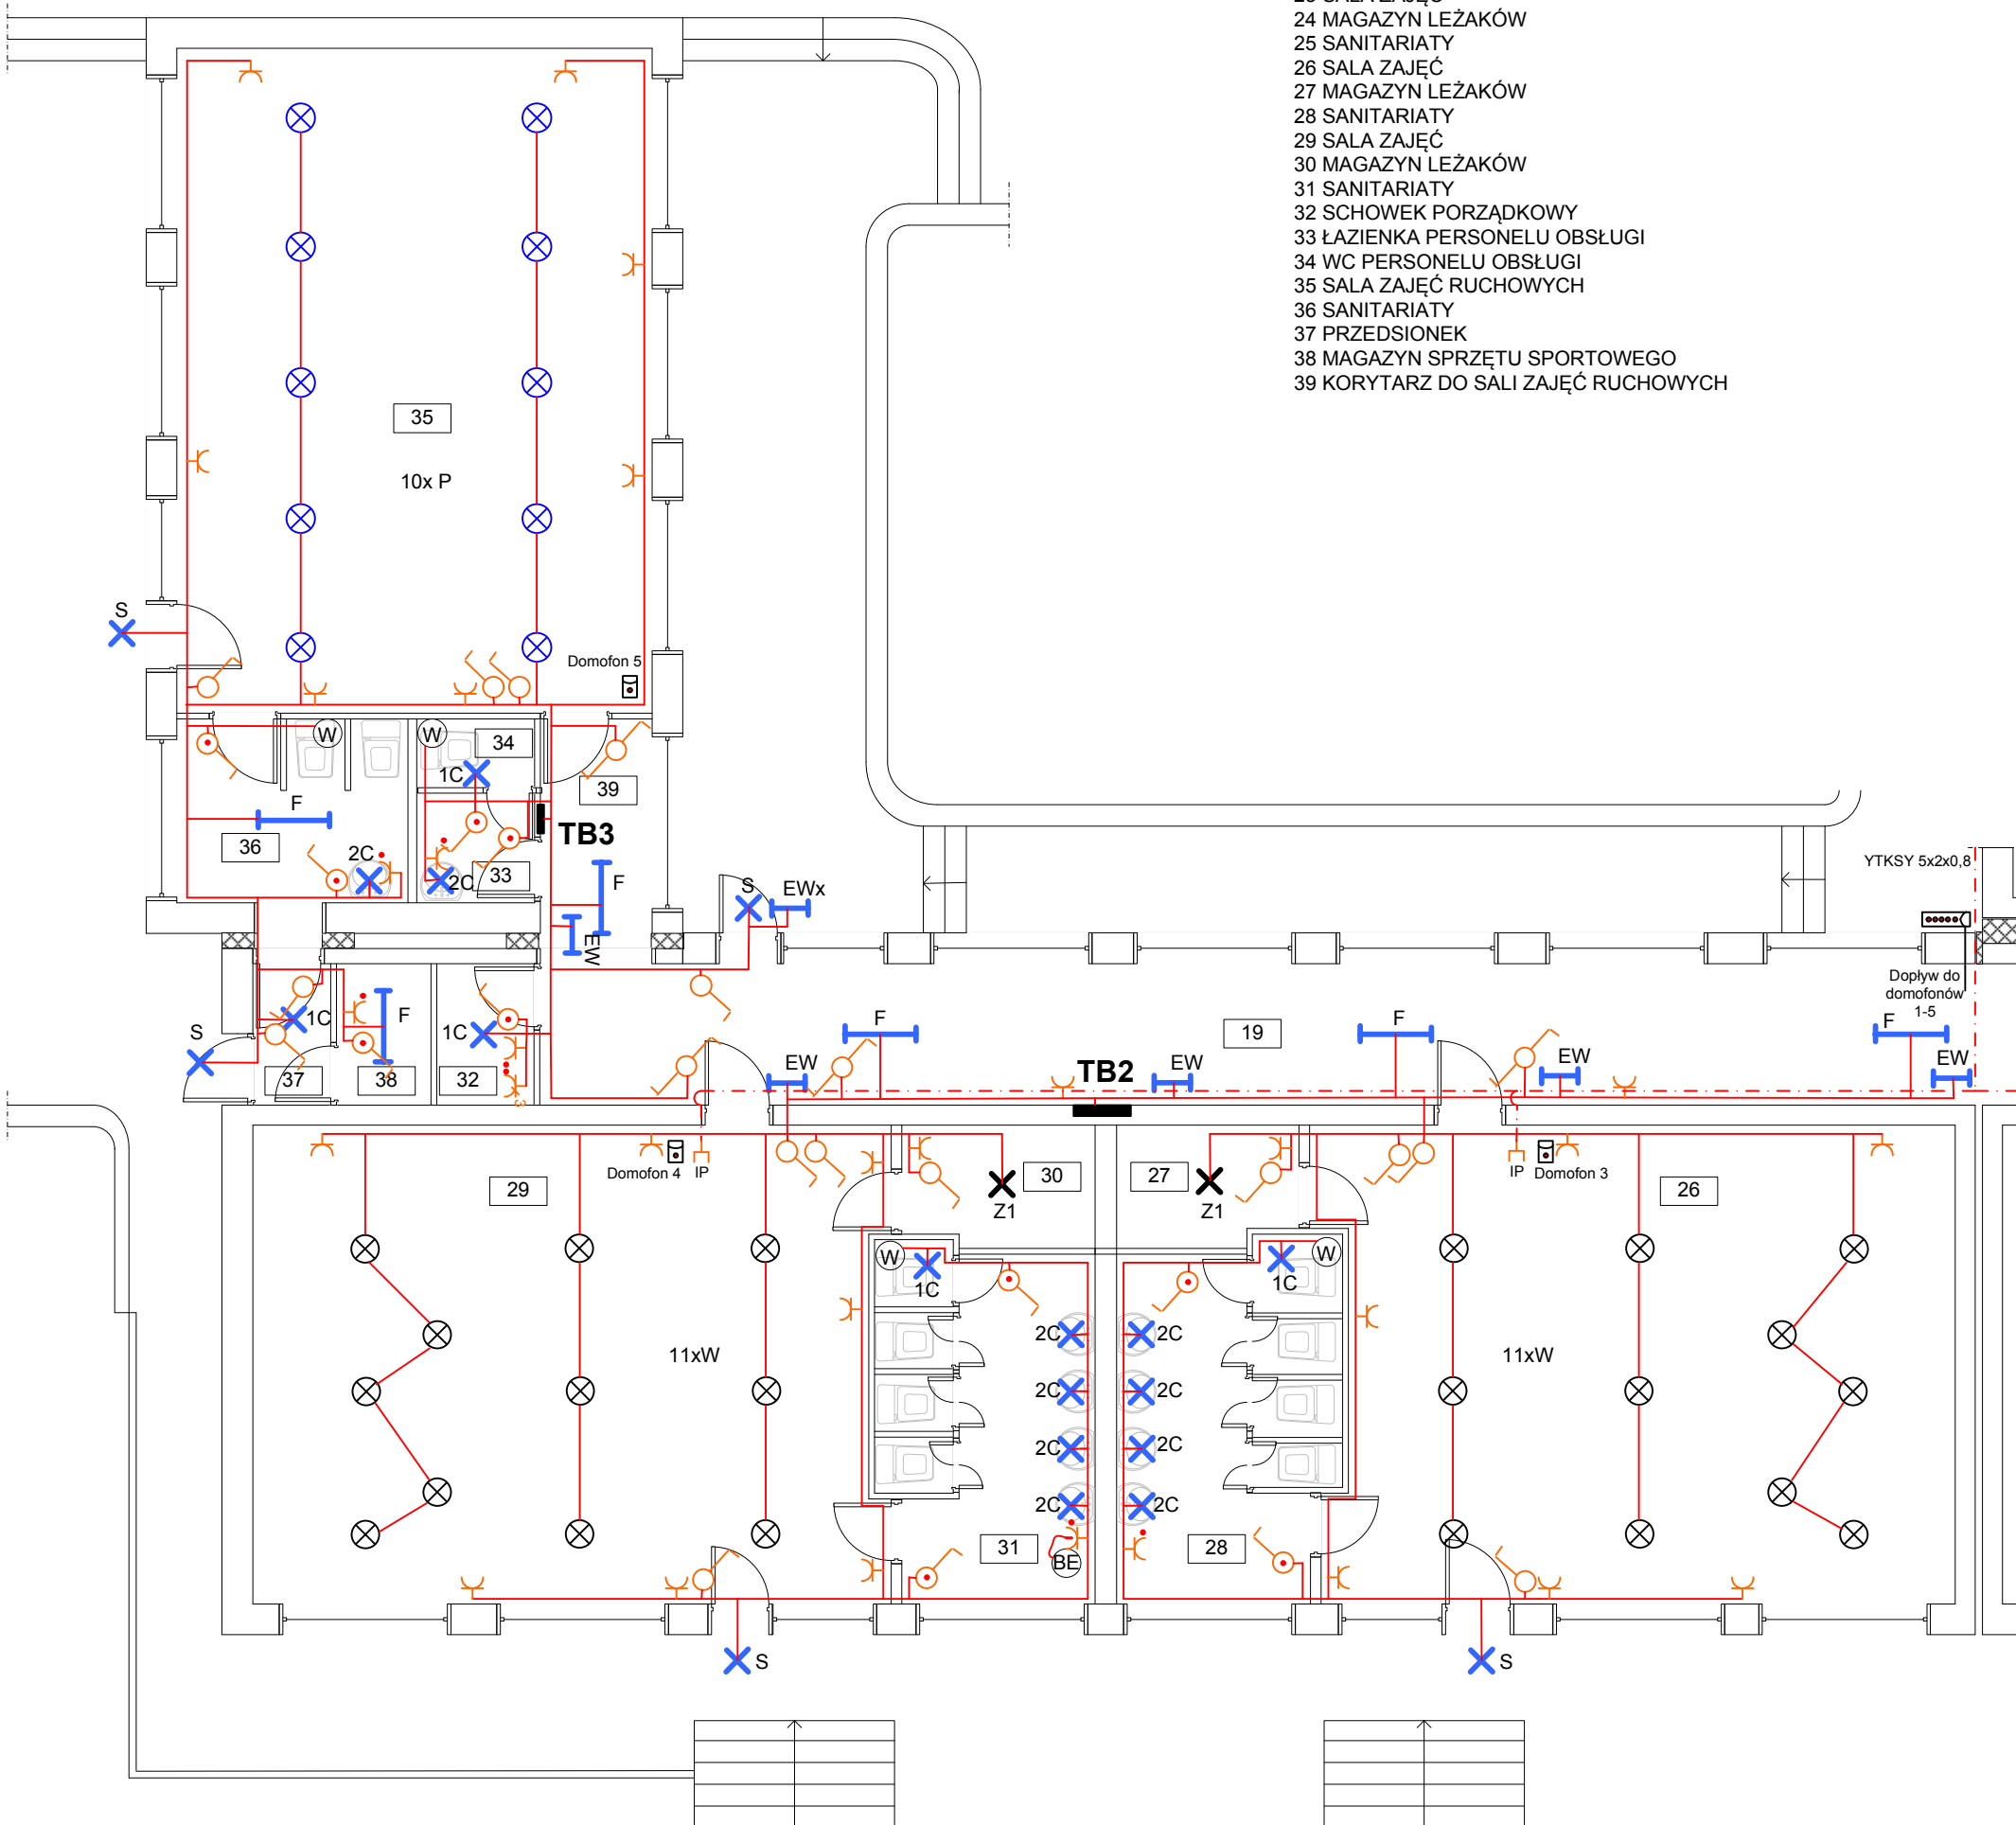 24 MAGAZYN LEŻAKÓW
25 SANITARIATY
26 SALA ZAJĘĆ
27 MAGAZYN LEŻAKÓW
28 SANITARIATY
29 SALA ZAJĘĆ
30 MAGAZYN LEŻAKÓW
31 SANITARIATY
32 SCHOWEK PORZĄDKOWY
33 ŁAZIENKA PERSONELU OBSŁUGI
34 WC PERSONELU OBSŁUGI
35 SALA ZAJĘĆ RUCHOWYCH
36 SANITARIATY
37 PRZEDSIONEK
38 MAGAZYN SPRZĘTU SPORTOWEGO
39 KORYTARZ DO SALI ZAJĘĆ RUCHOWYCH
35
10x P
S
Domofon 5
W
W
34
1C
39
F
TB3
36
2C
33
2C
F
EW
S
EWx
YTKSY 5x2x0,8
Dopływ do
domofonów
1-5
S
1C
F
1C
37
38
32
F
19
F
F
EW
TB2
EW
EW
EW
29
Domofon 4
IP
30
Z1
27
Z1
IP
Domofon 3
26
W
1C
W
1C
11xW
2C
2C
11xW
2C
2C
2C
2C
2C
2C
31
BE
28
S
S